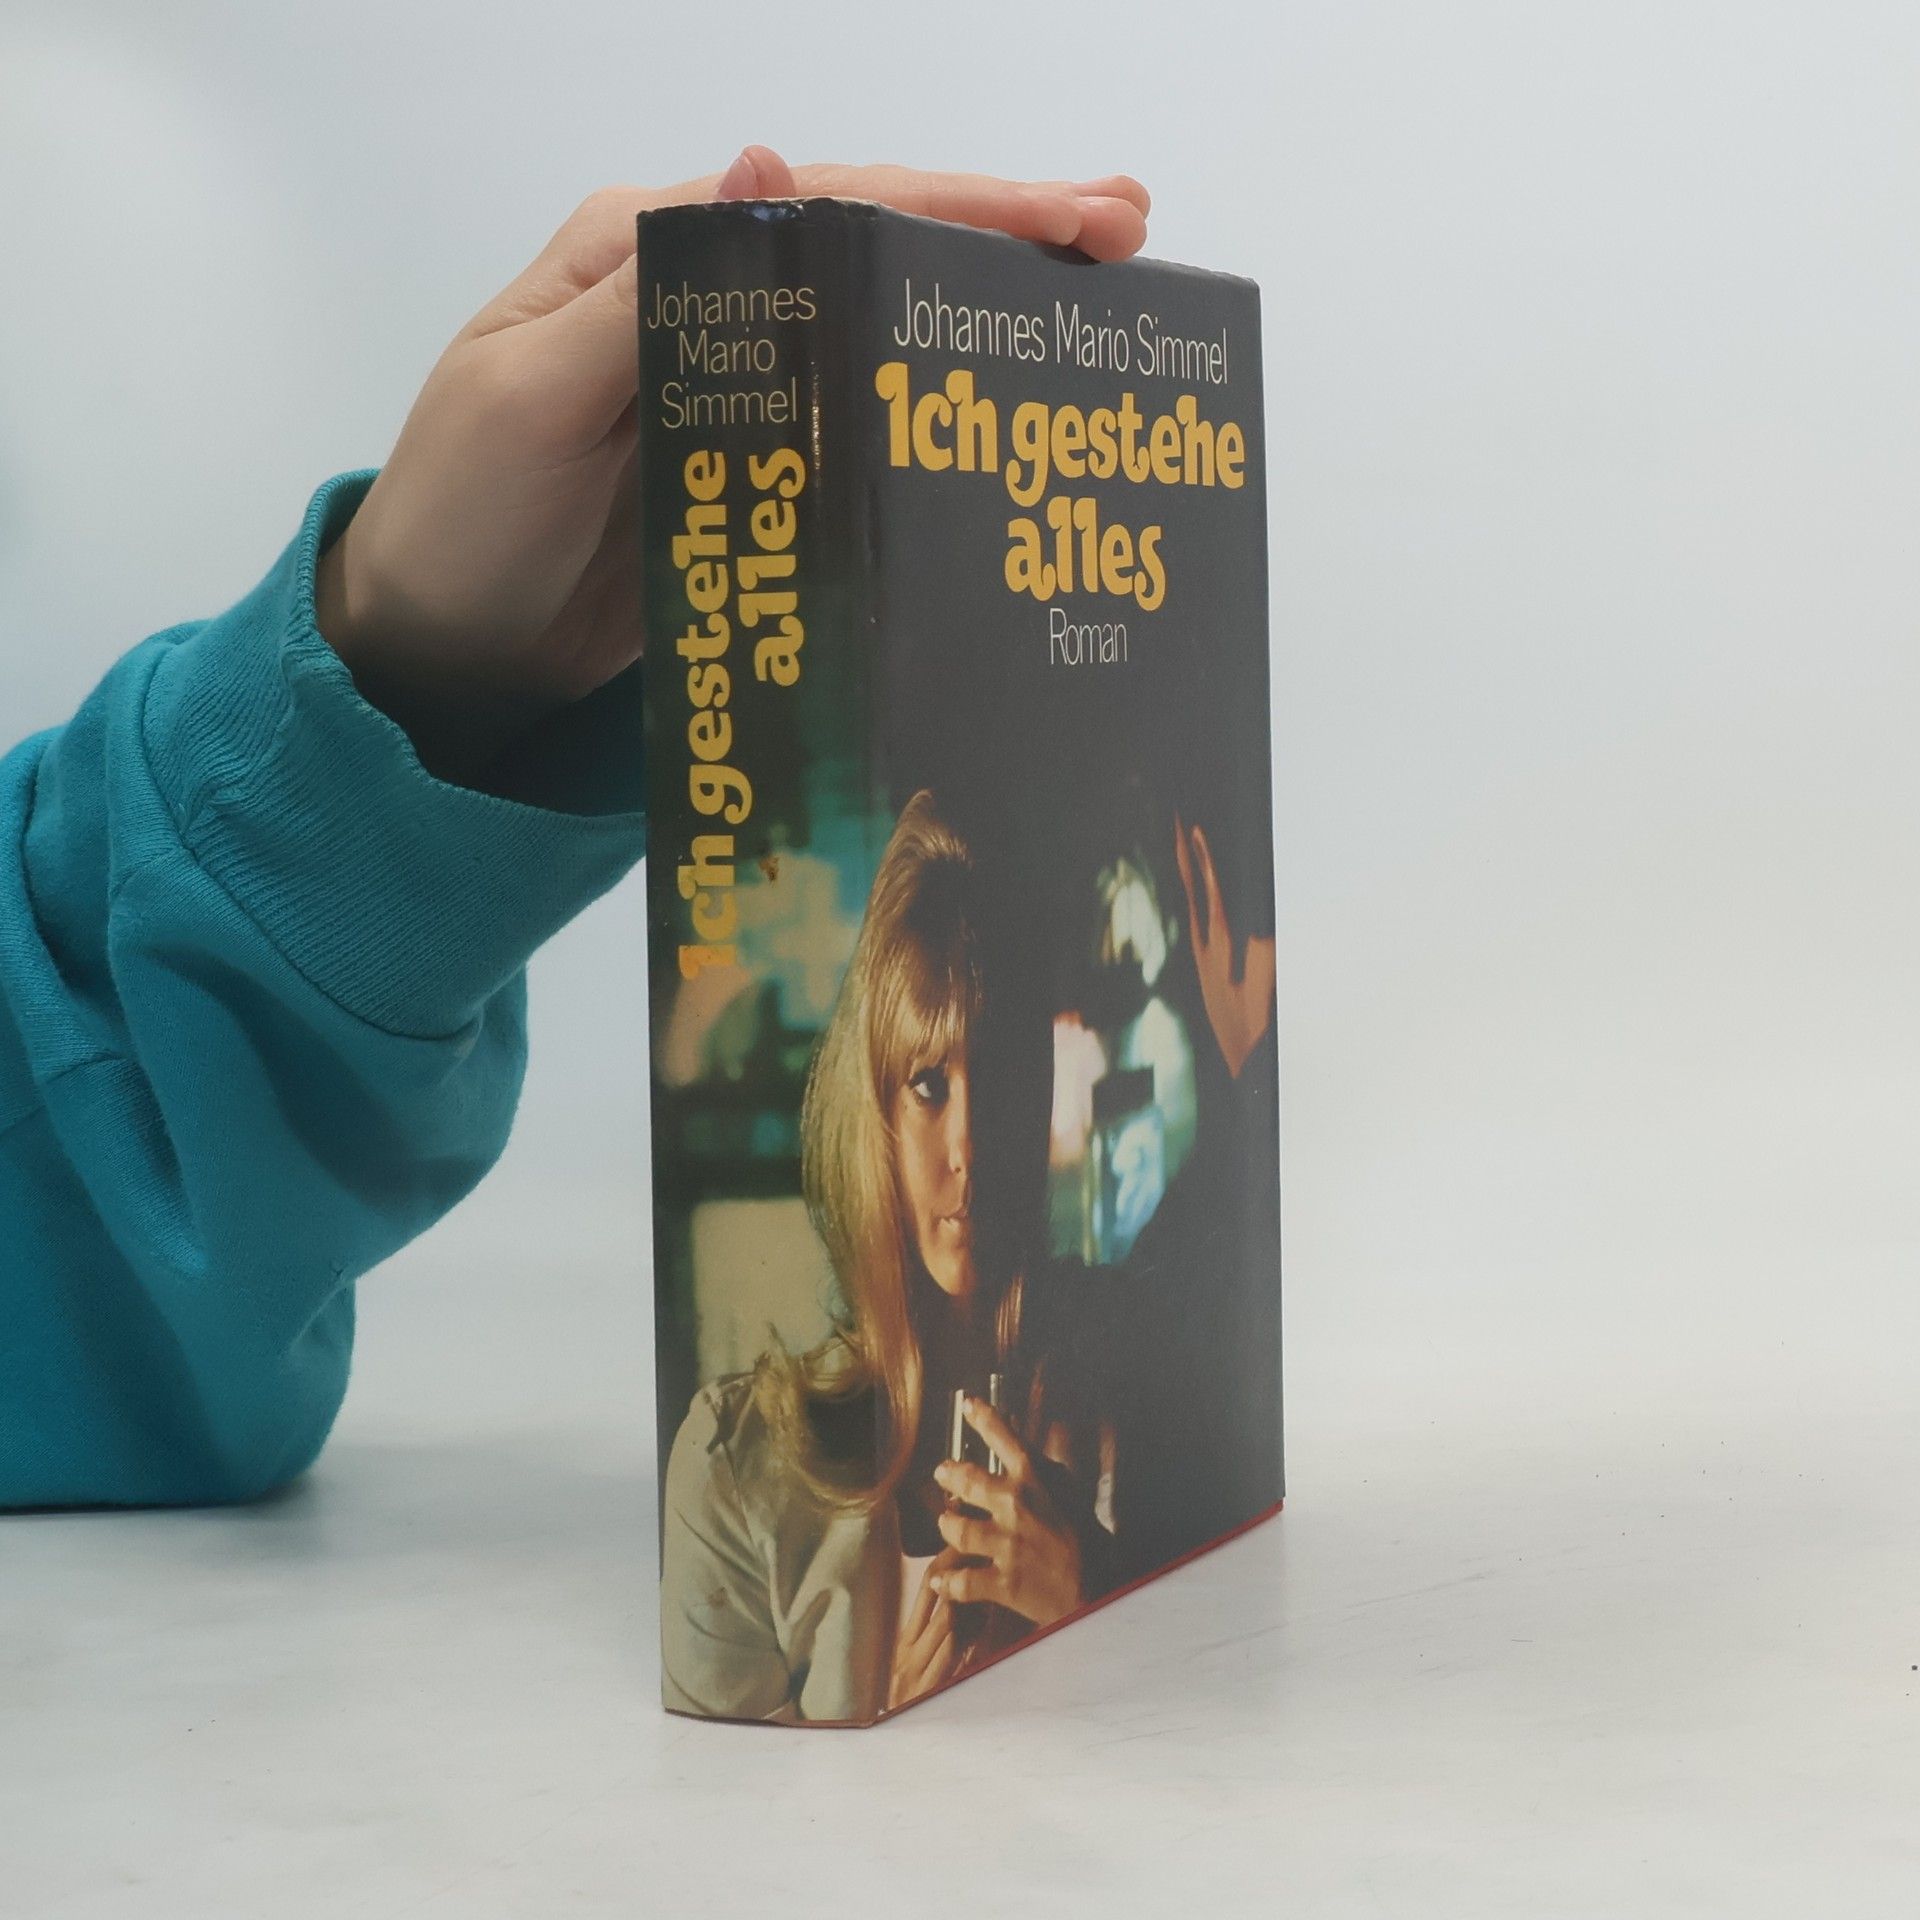 Johannes
Mario
Simmel
Ich gestehe
alles
Johannes Mario Simmel
Ich gestehe
alles
Roman